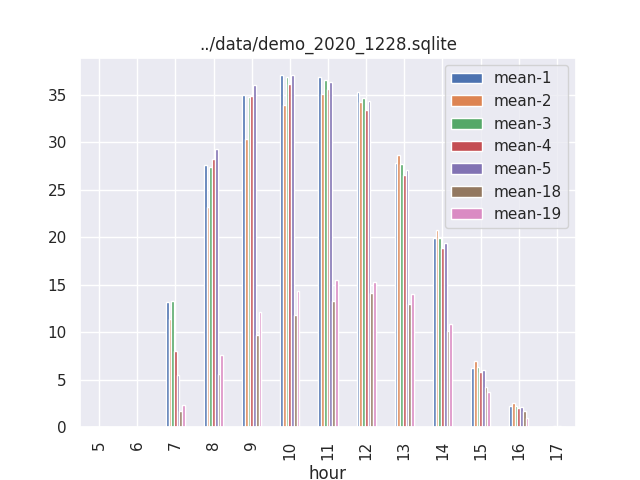 ../data/demo_2020_1228.sqlite
mean-1
mean-2
mean-3
mean-4
mean-5
mean-18
mean-19
35
30
25
20
15
10
5
0
5 6 7 8 9 10 11 12 13 14 15 16 17
hour